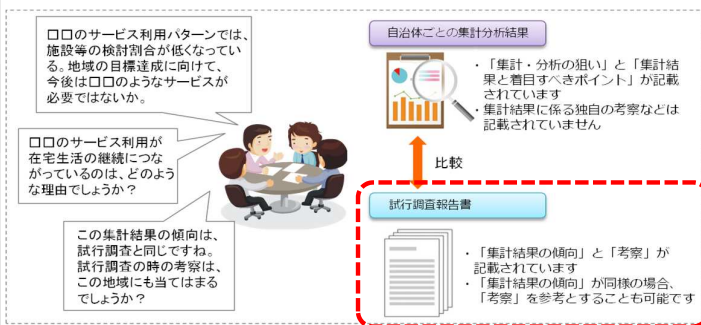 □□のサービス利用パターンでは、
施設等の検討割合が低くなってい
る。地域の目標達成に向けて、
今後は□□のようなサービスが
必要ではないか。
□□のサービス利用が
在宅生活の継続につな
がっているのは、どのよう
な理由でしょうか？
この集計結果の傾向は、
試行調査と同じですね。
試行調査の時の考察は、
この地域にも当てはまる
でしょうか？
自治体ごとの集計分析結果
・「集計・分析の狙い」と「集計結
果と着目すべきポイント」が記載
されています
・集計結果に係る独自の考察などは
記載されていません
比較
試行調査報告書
・「集計結果の傾向」と「考察」が
記載されています
・「集計結果の傾向」が同様の場合、
「考察」を参考とすることも可能です